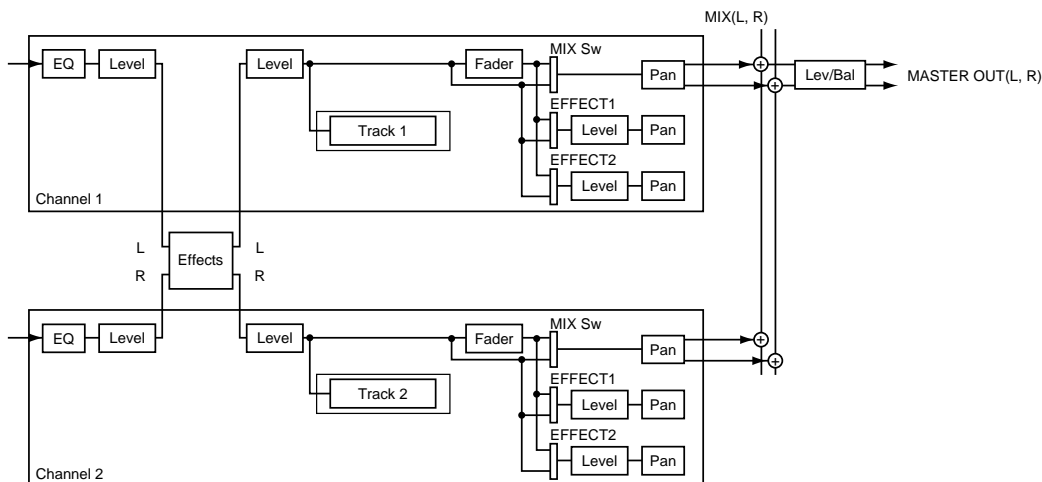 MIX(L, R)
MIX Sw
EQ
Level
Level
Fader
Pan
Lev/Bal
MASTER OUT(L, R)
EFFECT1
Track 1
Level
Pan
EFFECT2
Level
Pan
Channel 1
L
Effects
L
R
R
MIX Sw
EQ
Level
Level
Fader
Pan
EFFECT1
Track 2
Level
Pan
EFFECT2
Level
Pan
Channel 2